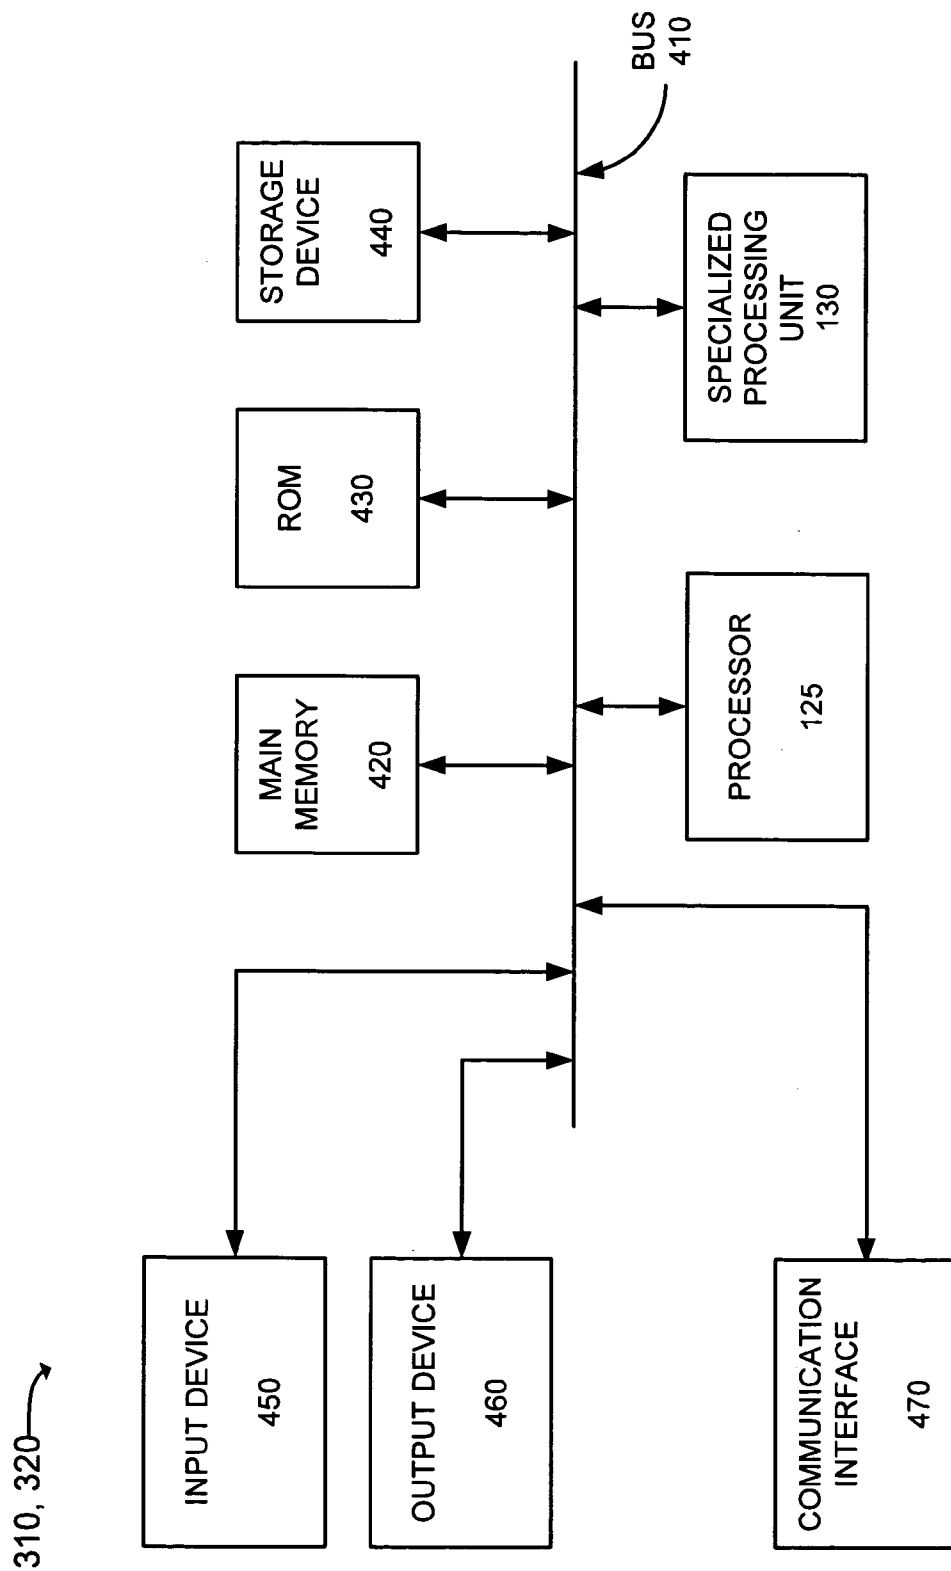 310, 320
INPUT DEVICE
450
OUTPUT DEVICE
460
COMMUNICATION
INTERFACE
470
MAIN
MEMORY
420
ROM
430
STORAGE
DEVICE
440
PROCESSOR
125
SPECIALIZED
PROCESSING
UNIT
130
BUS
410